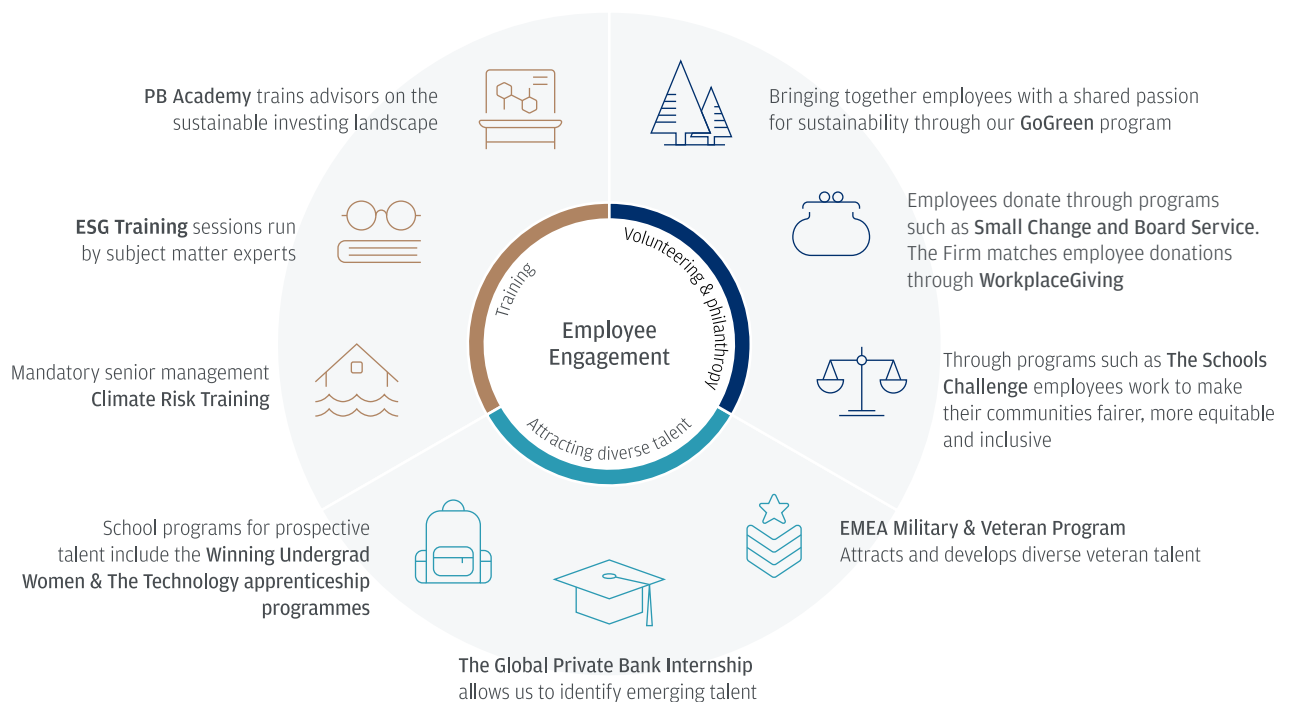 PB Academy trains advisors on the
sustainable investing landscape
ESG Training sessions run
by subject matter experts
Mandatory senior management
Climate Risk Training
Bringing together employees with a shared passion
for sustainability through our GoGreen program
Employees donate through programs
such as Small Change and Board Service.
The Firm matches employee donations
through WorkplaceGiving
Through programs such as The Schools
Challenge employees work to make
their communities fairer, more equitable
and inclusive
Training
Volunteering & philanthropy
Employee
Engagement
Attracting diverse talent
School programs for prospective
talent include the Winning Undergrad
Women & The Technology apprenticeship
programmes
EMEA Military & Veteran Program
Attracts and develops diverse veteran talent
The Global Private Bank Internship
allows us to identify emerging talent